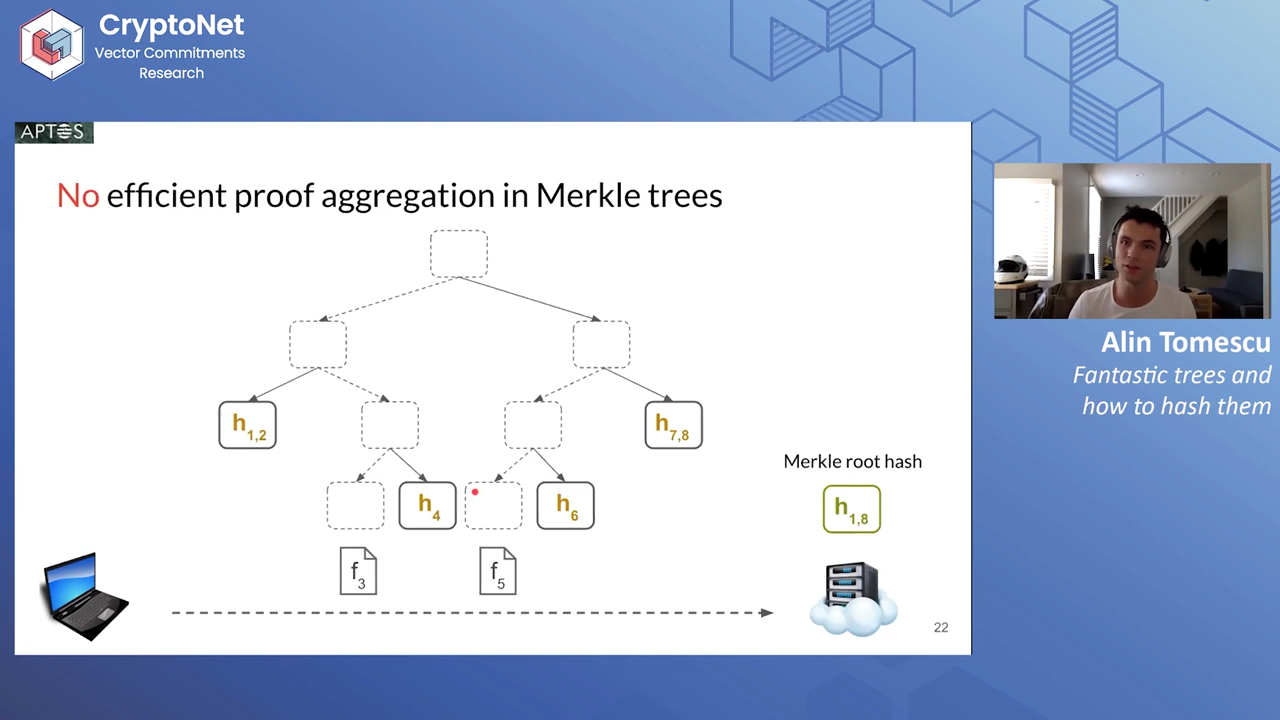 CryptoNet
Vector Commitments
Research
APTOS
No efficient proof aggregation in Merkle trees
h1,2
h7,8
Merkle root hash
h4
h6
h1,8
f3
f5
22
Alin Tomescu
Fantastic trees and
how to hash them